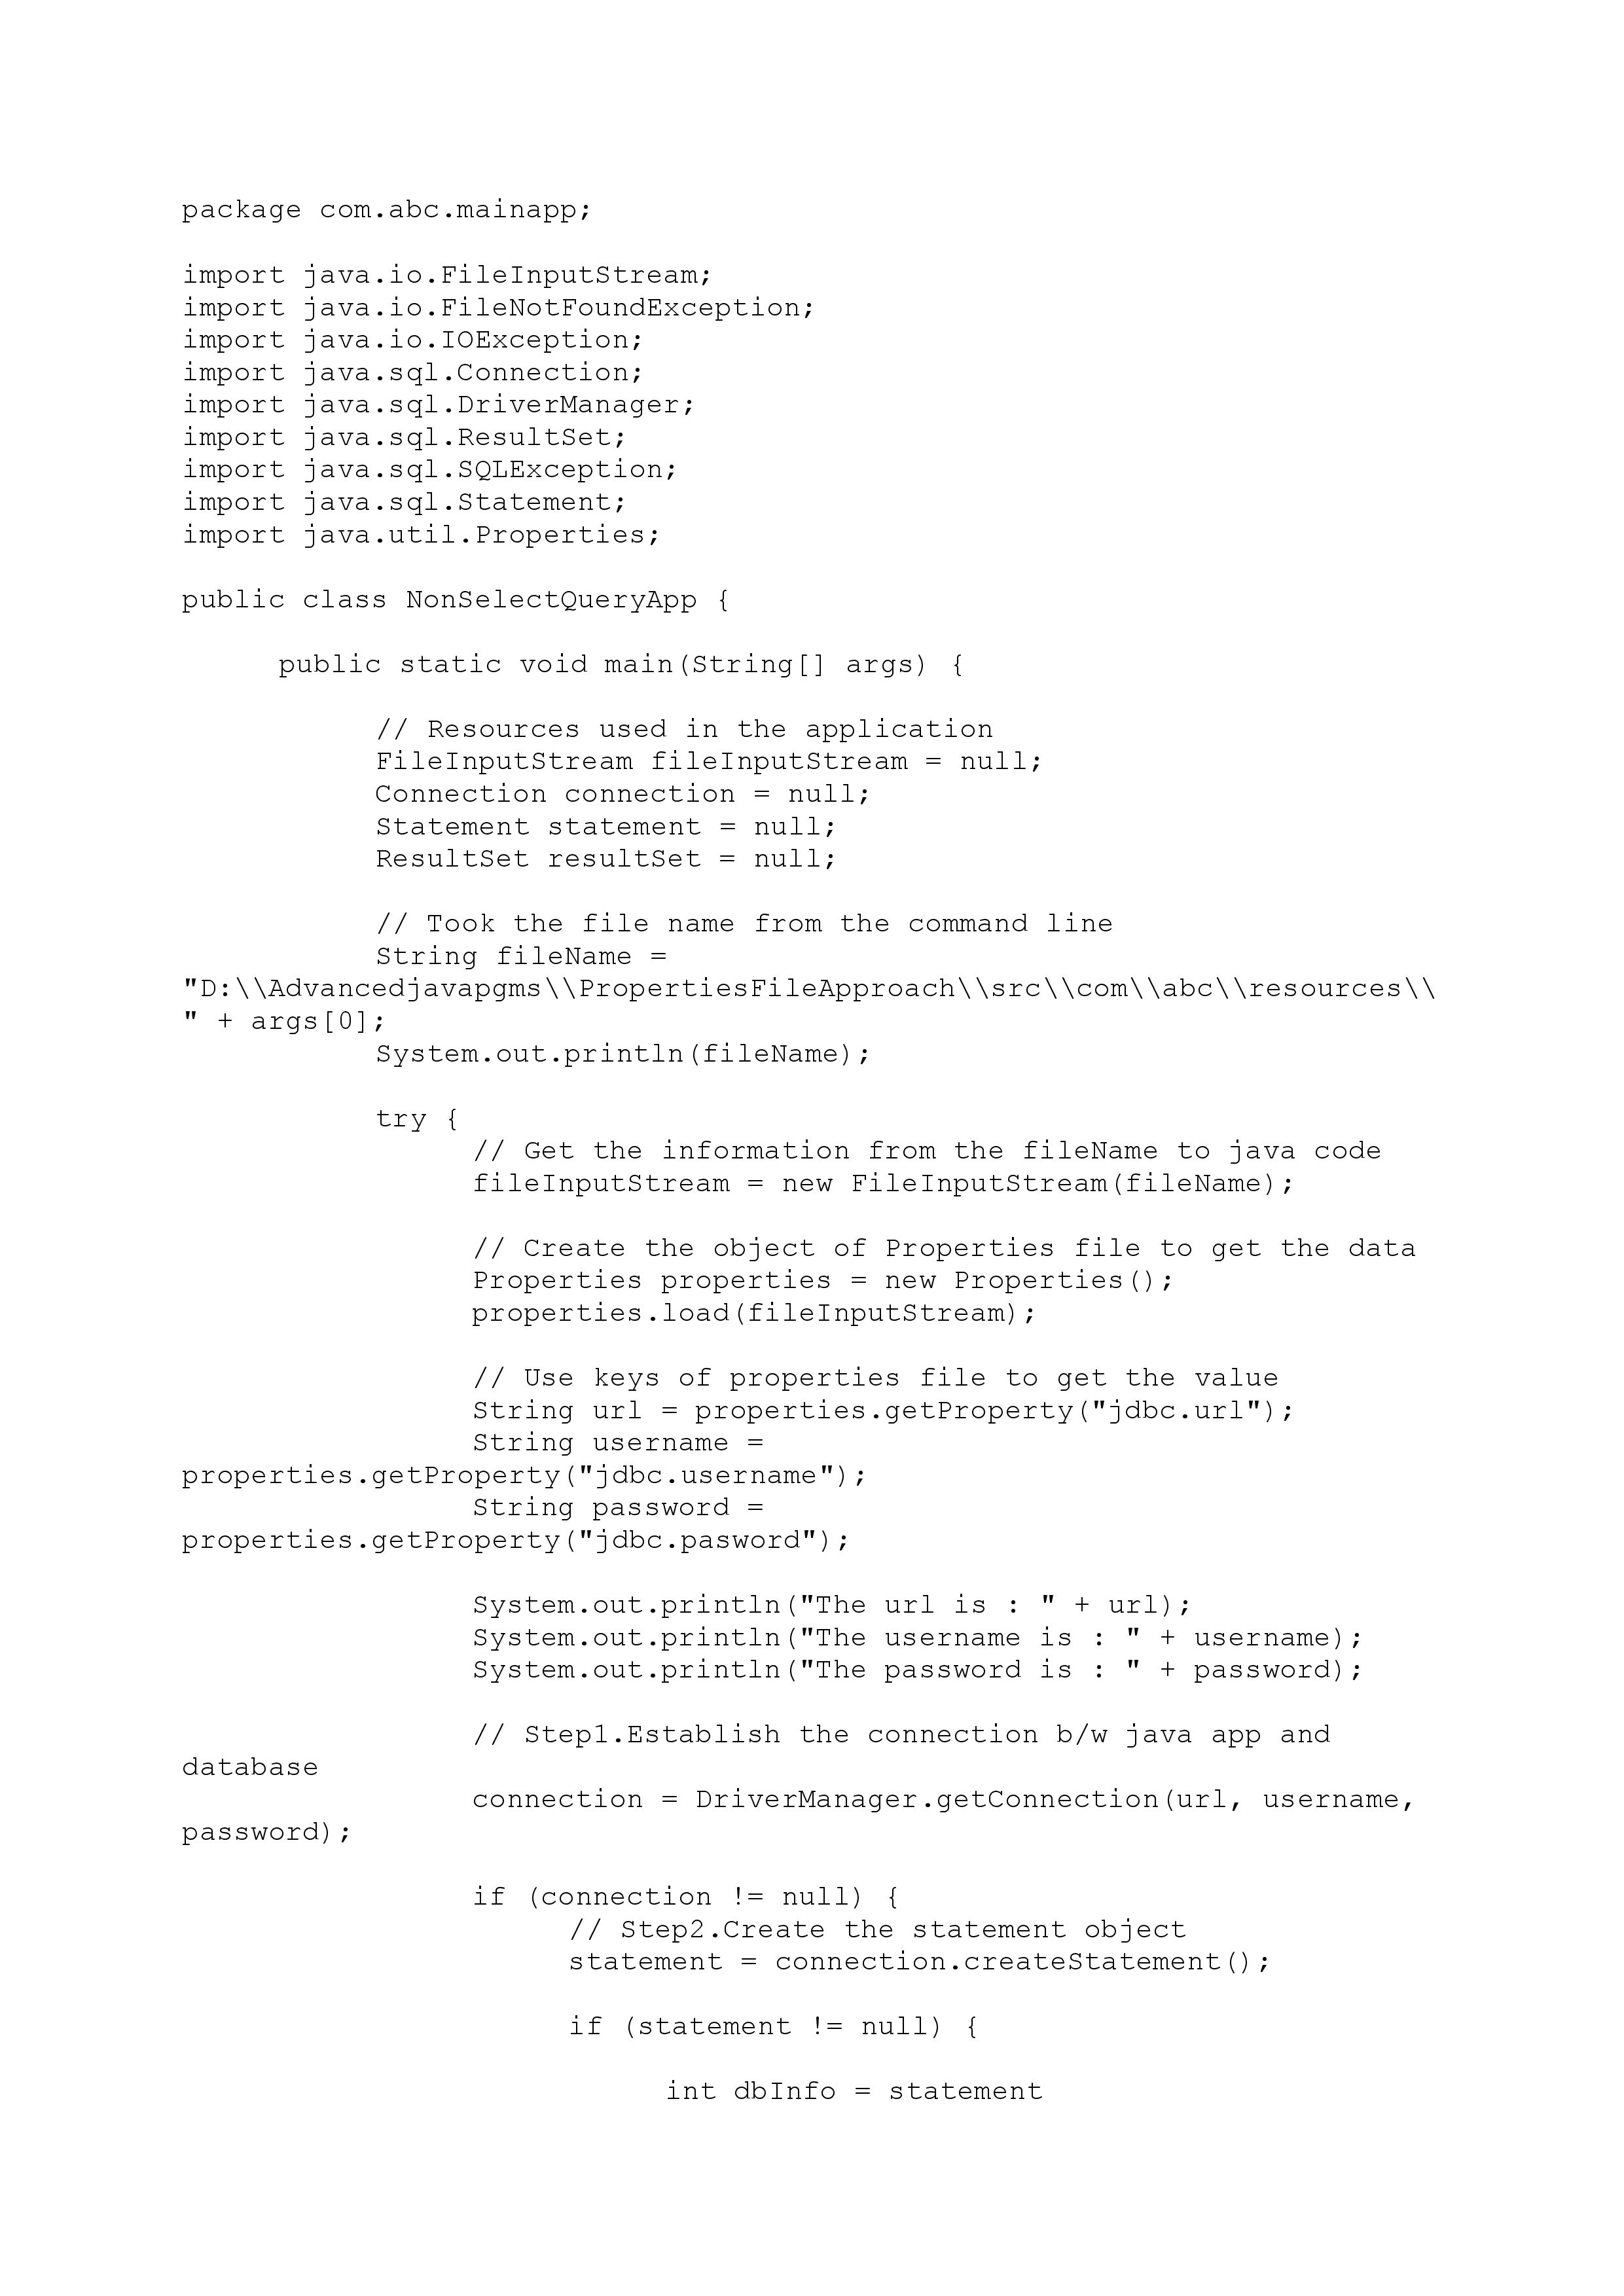 package com.abc.mainapp;

import java.io.FileInputStream;
import java.io.FileNotFoundException;
import java.io.IOException;
import java.sql.Connection;
import java.sql.DriverManager;
import java.sql.ResultSet;
import java.sql.SQLException;
import java.sql.Statement;
import java.util.Properties;

public class NonSelectQueryApp {

public static void main(String[] args) {

// Resources used in the application
FileInputStream fileInputStream = null;
Connection connection = null;
Statement statement = null;
ResultSet resultSet = null;

// Took the file name from the command line
String fileName =
"D:\\Advancedjavapgms\\PropertiesFileApproach\\src\\com\\abc\\resources\\
" + args[0];
System.out.println(fileName);

try {
// Get the information from the fileName to java code
fileInputStream = new FileInputStream(fileName);

// Create the object of Properties file to get the data
Properties properties = new Properties();
properties.load(fileInputStream);

// Use keys of properties file to get the value
String url = properties.getProperty("jdbc.url");
String username =
properties.getProperty("jdbc.username");
String password =
properties.getProperty("jdbc.pasword");

System.out.println("The url is : " + url);
System.out.println("The username is : " + username);
System.out.println("The password is : " + password);

// Step1.Establish the connection b/w java app and
database
connection = DriverManager.getConnection(url, username,
password);

if (connection != null) {
// Step2.Create the statement object
statement = connection.createStatement();

if (statement != null) {

int dbInfo = statement